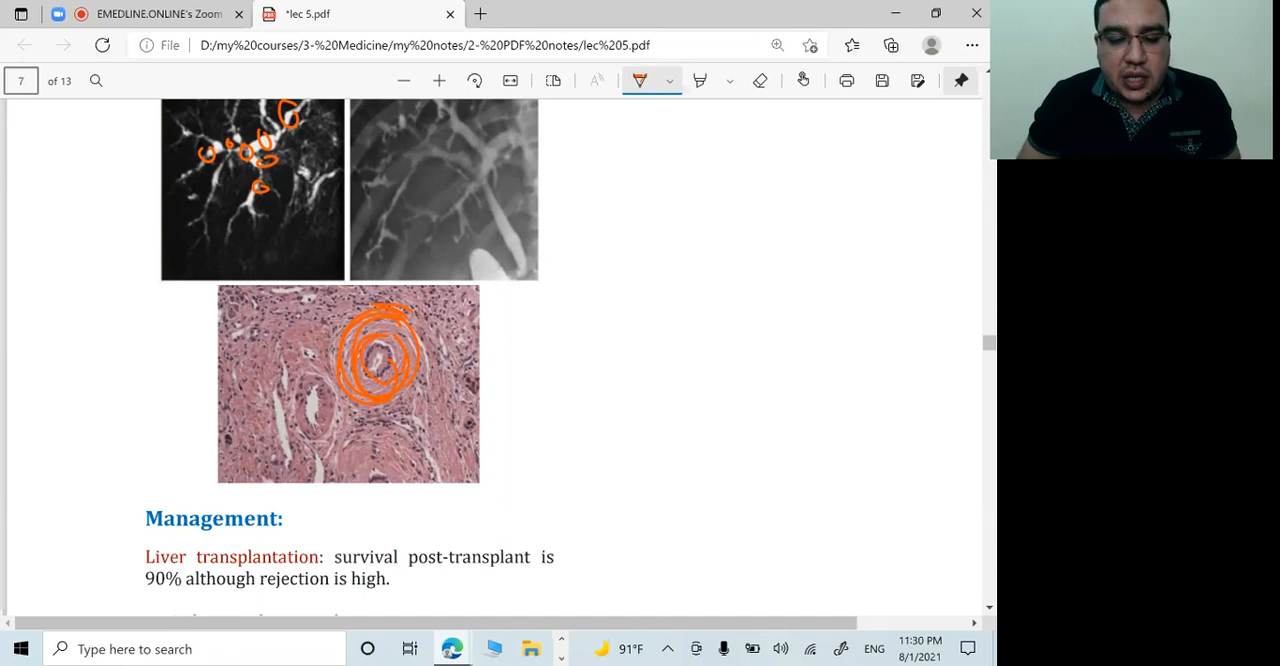 EMEDLINE.ONLINE's Zoom
*lec 5.pdf
File
D:/my%20courses/3-%20Medicine/my%20notes/2-%20PDF%20notes/lec%205.pdf
7 of 13
Management:
Liver transplantation: survival post-transplant is
90% although rejection is high.
Type here to search
91°F
ENG
11:30 PM
8/1/2021